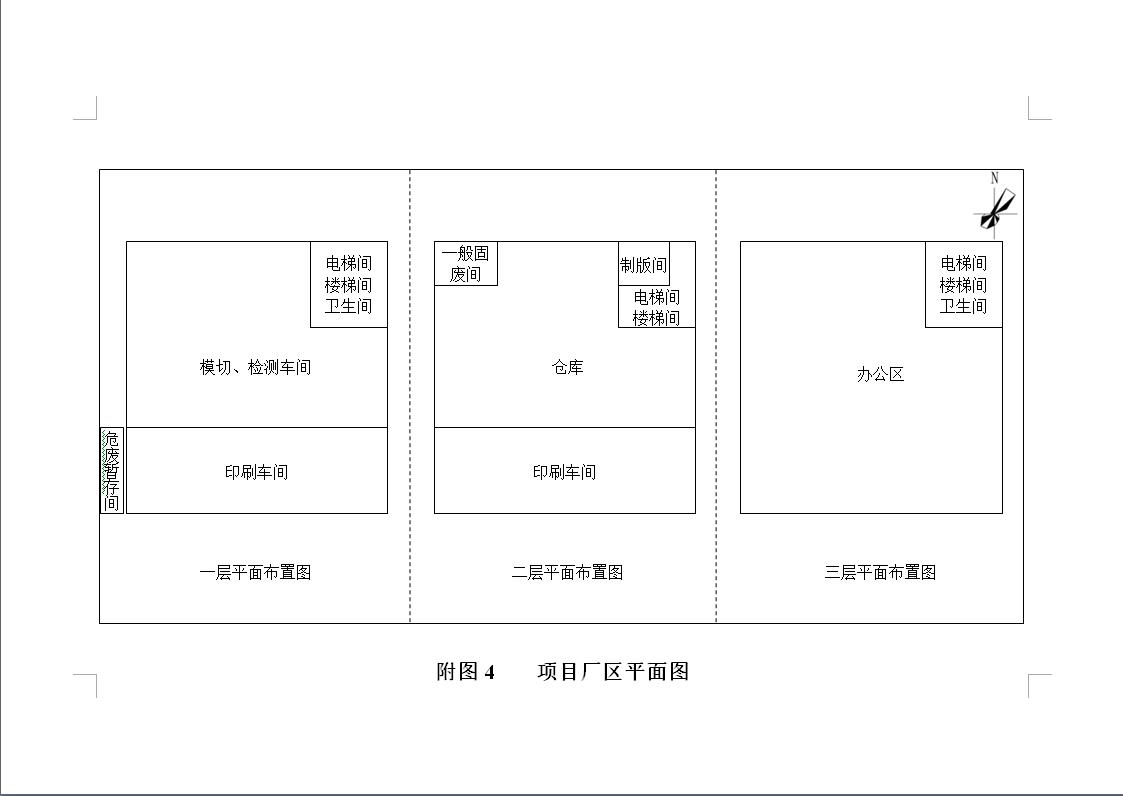 N
电梯间
楼梯间
卫生间
模切、检测车间
危废暂存间
印刷车间
一层平面布置图
一般固
废间
制版间
电梯间
楼梯间
仓库
印刷车间
二层平面布置图
电梯间
楼梯间
卫生间
办公区
三层平面布置图
附图 4 项目厂区平面图